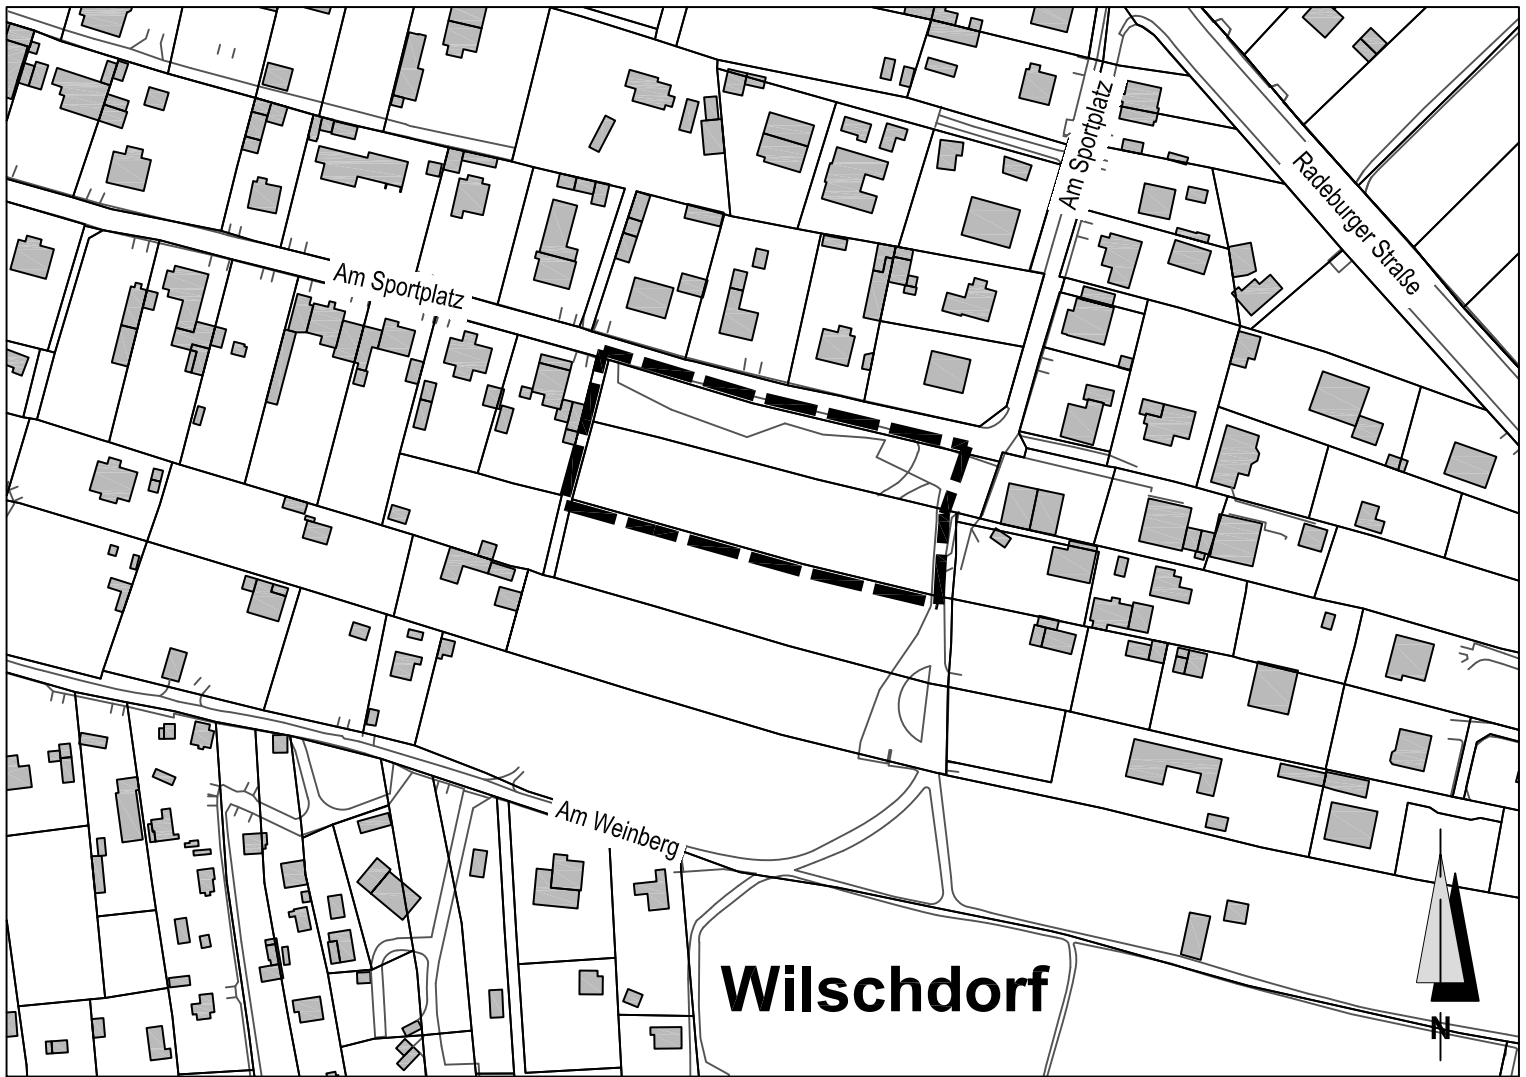 Am Sportplatz
Radeburger Straße
Am Sportplatz
Am Weinberg
Wilschdorf
N